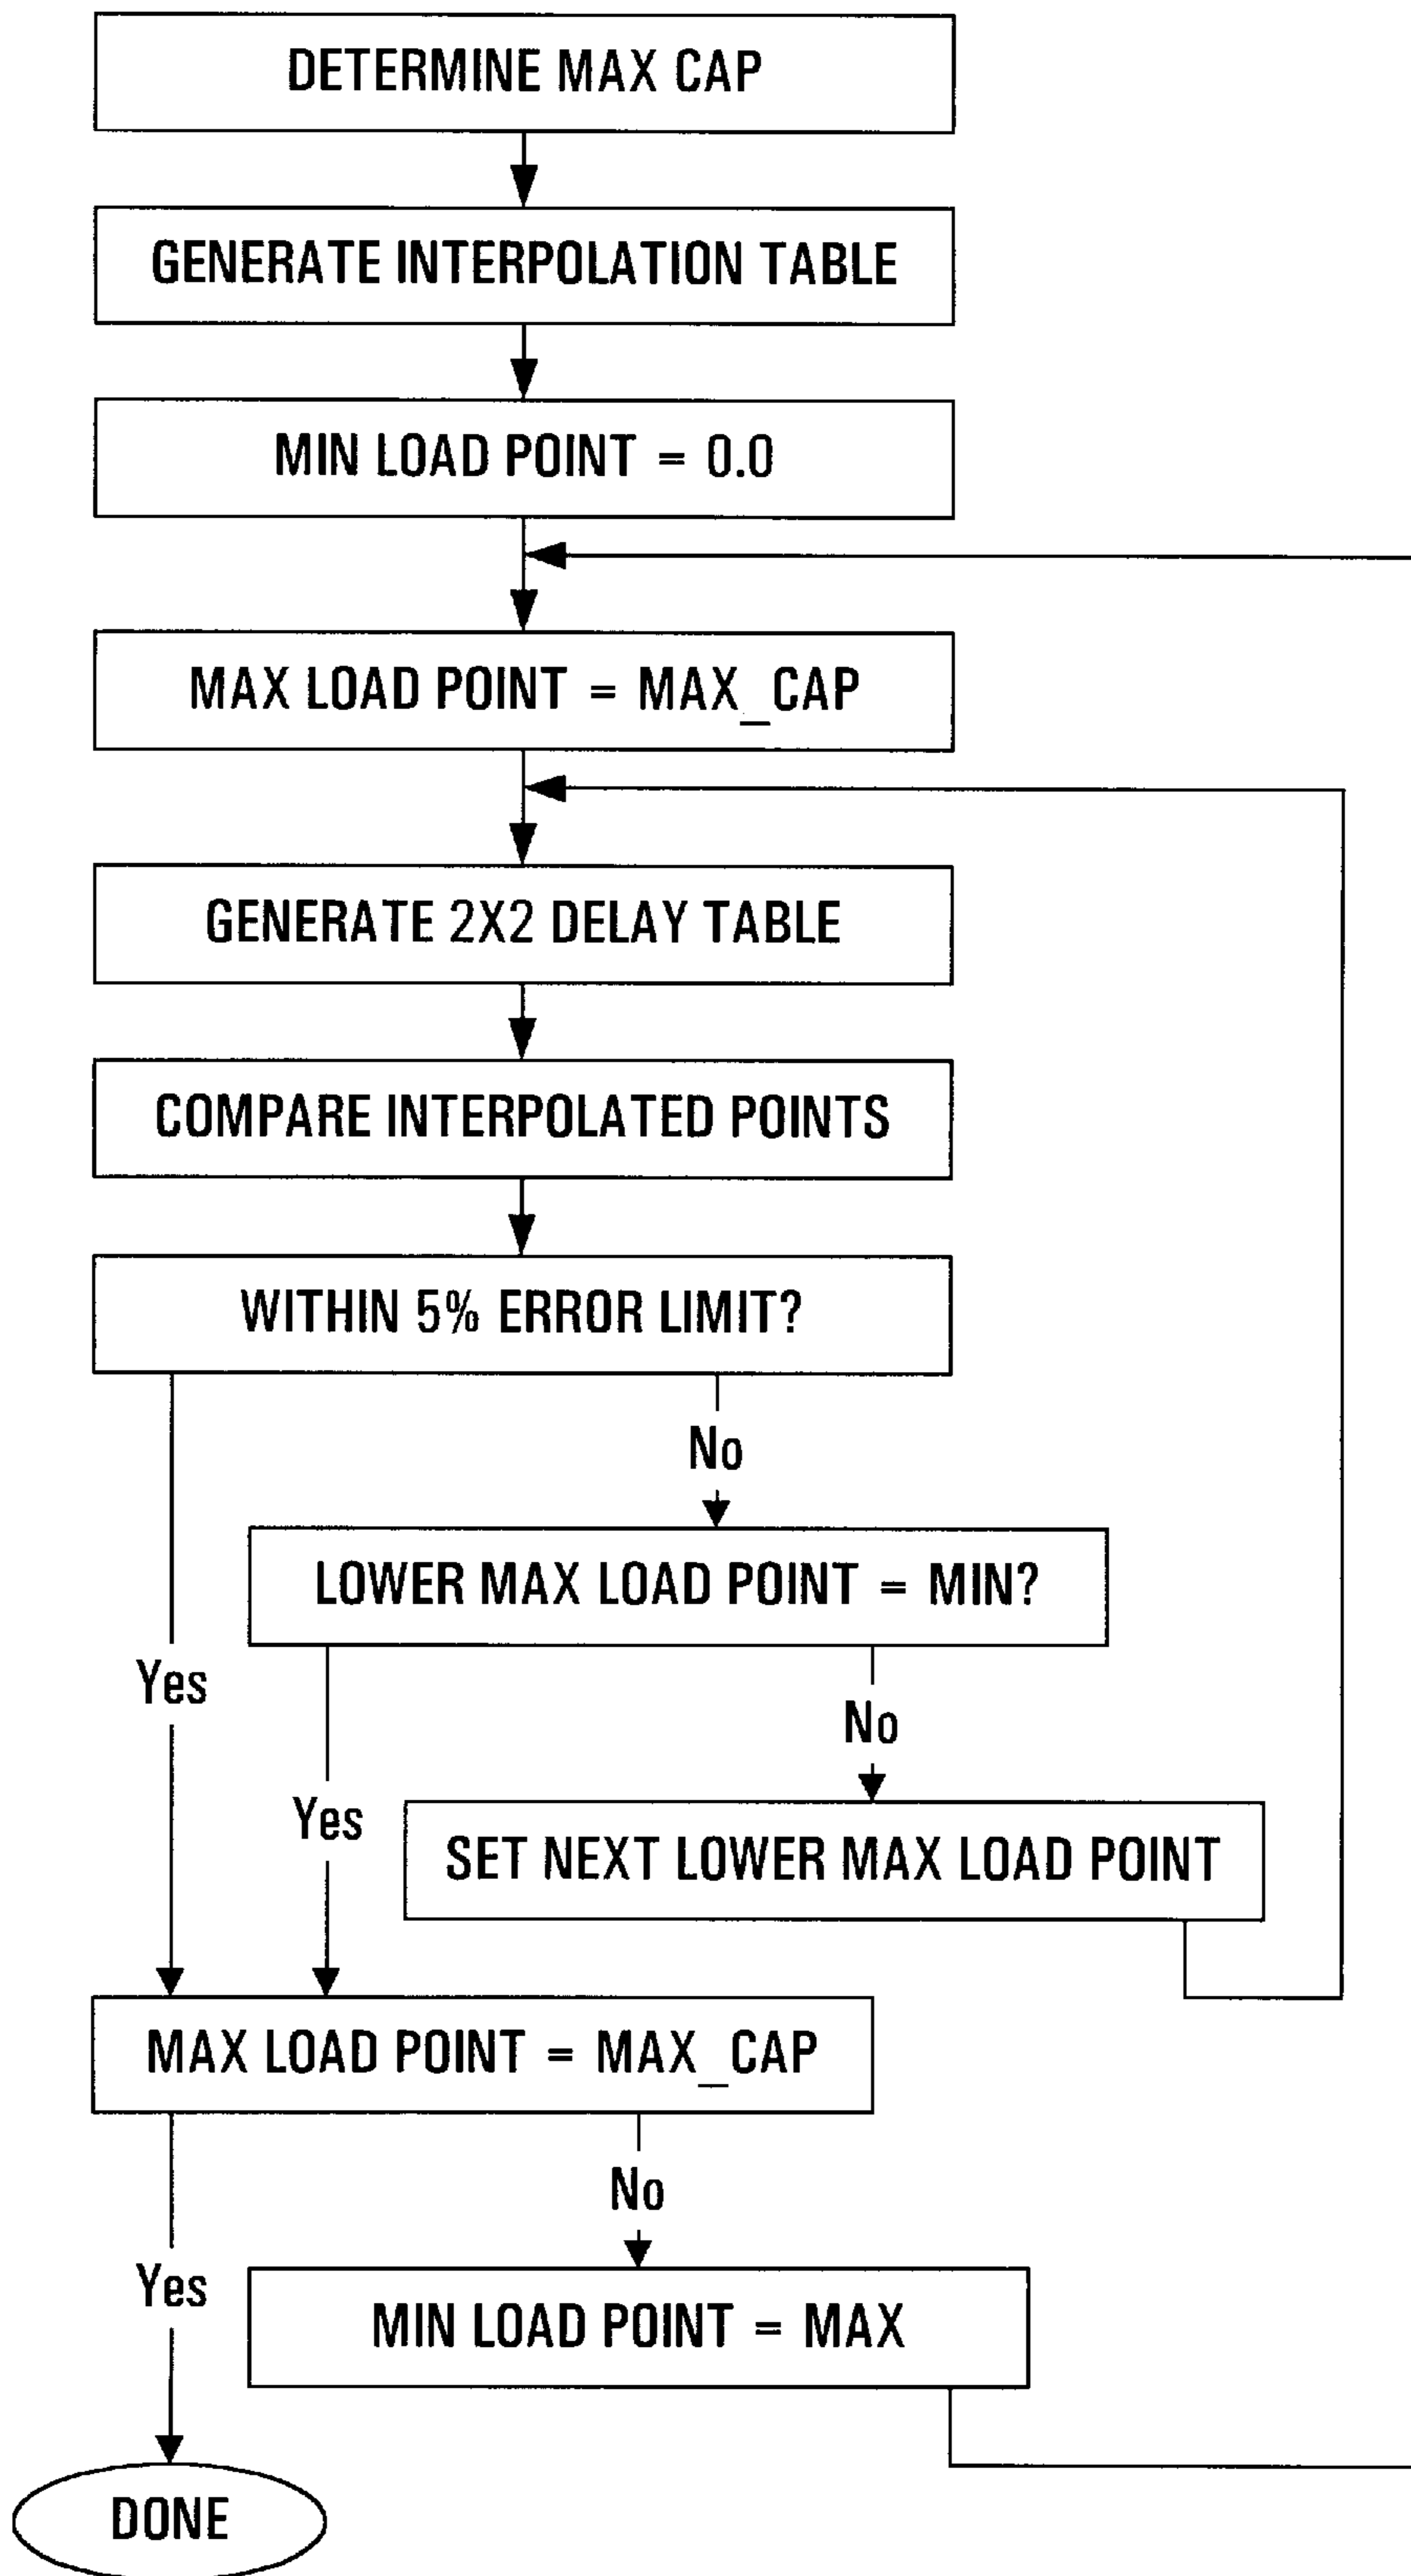 DETERMINE MAX CAP
GENERATE INTERPOLATION TABLE
MIN LOAD POINT = 0.0
MAX LOAD POINT = MAX_CAP
GENERATE 2X2 DELAY TABLE
COMPARE INTERPOLATED POINTS
WITHIN 5% ERROR LIMIT?
No
LOWER MAX LOAD POINT = MIN?
Yes
No
Yes
SET NEXT LOWER MAX LOAD POINT
MAX LOAD POINT = MAX_CAP
No
Yes
MIN LOAD POINT = MAX
DONE